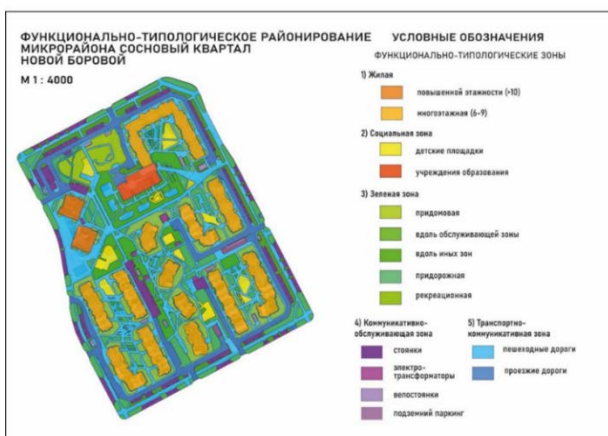 ФУНКЦИОНАЛЬНО-ТИПОЛОГИЧЕСКОЕ РАЙОНИРОВАНИЕ
МИКРОРАЙОНА СОСНОВЫЙ КВАРТАЛ
НОВОЙ БОРОВОЙ
М 1 : 4000
УСЛОВНЫЕ ОБОЗНАЧЕНИЯ
ФУНКЦИОНАЛЬНО-ТИПОЛОГИЧЕСКИЕ ЗОНЫ
1) Жилая
повышенной этажности (>10)
многоэтажная (6-9)
2) Социальная зона
детские площадки
учреждения образования
3) Зеленая зона
придомовая
вдоль обслуживающей зоны
вдоль иных зон
придорожная
рекреационная
4) Коммуникативно-
обслуживающая зона
стоянки
электро-
трансформаторы
велостоянки
подземний паркинг
5) Транспортно-
коммуникативная зона
пешеходные дороги
проезжие дороги